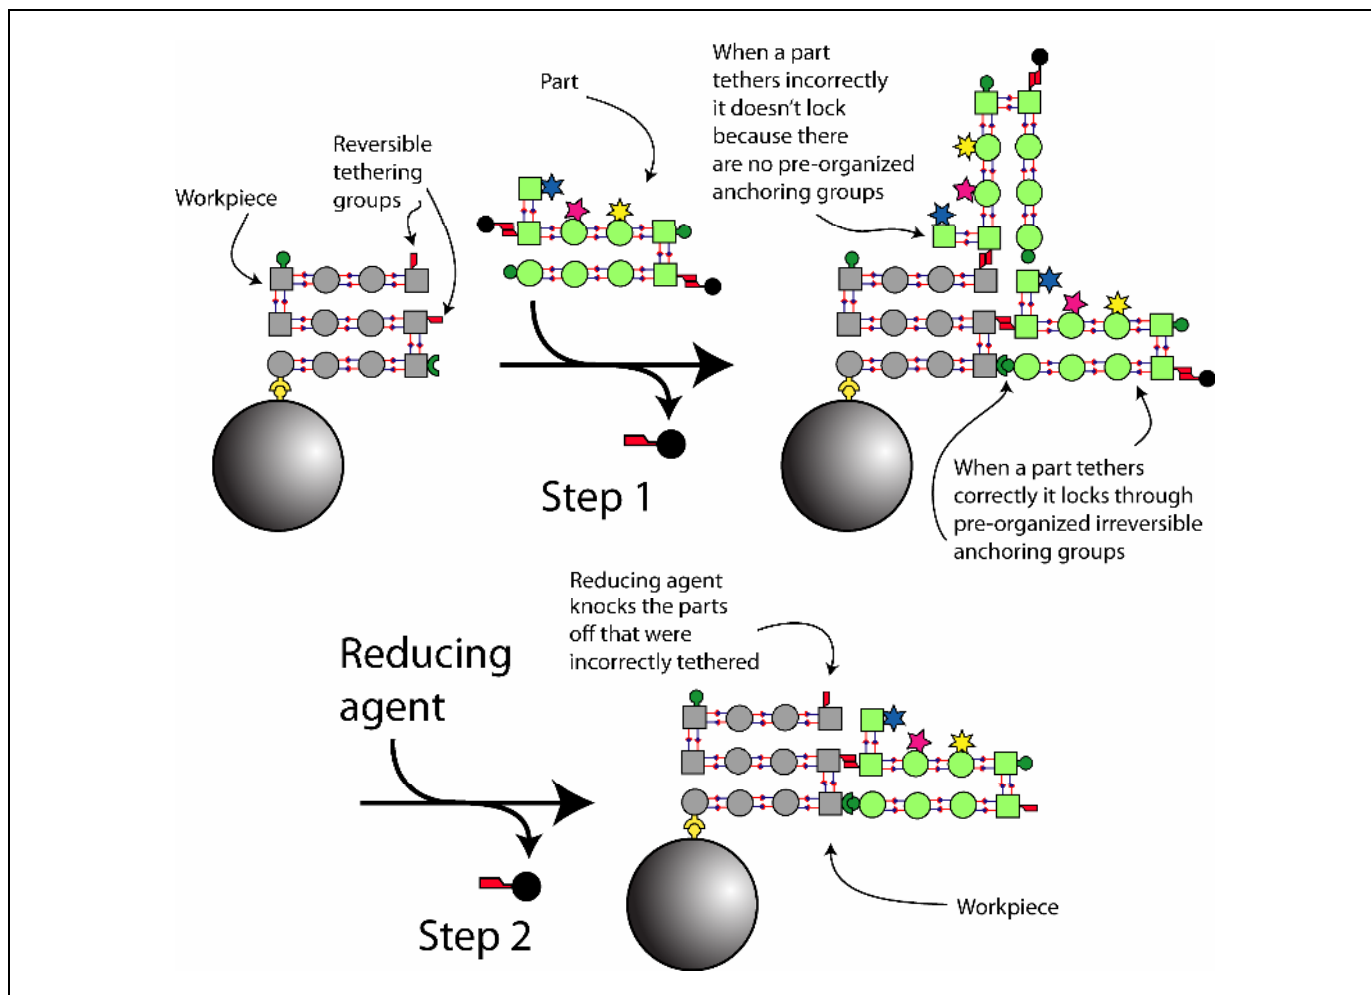 When a part
tethers incorrectly
it doesn't lock
because there
are no pre-organized
anchoring groups
Part
Reversible
tethering
groups
Workpiece
Step 1
When a part tethers
correctly it locks through
pre-organized irreversible
anchoring groups
Reducing agent
knocks the parts
off that were
incorrectly tethered
Reducing
agent
Step 2
Workpiece